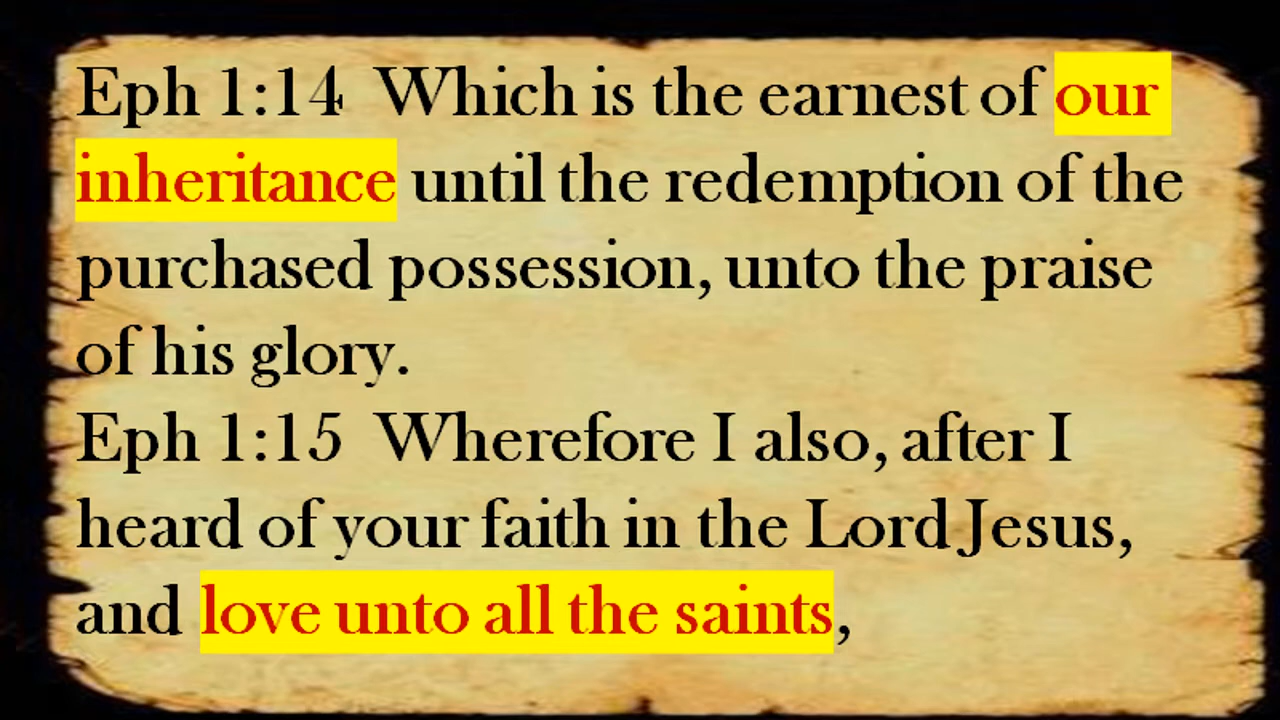 Eph 1:14  Which is the earnest of our
inheritance until the redemption of the
purchased possession, unto the praise
of his glory.
Eph 1:15  Wherefore I also, after I
heard of your faith in the Lord Jesus,
and love unto all the saints,